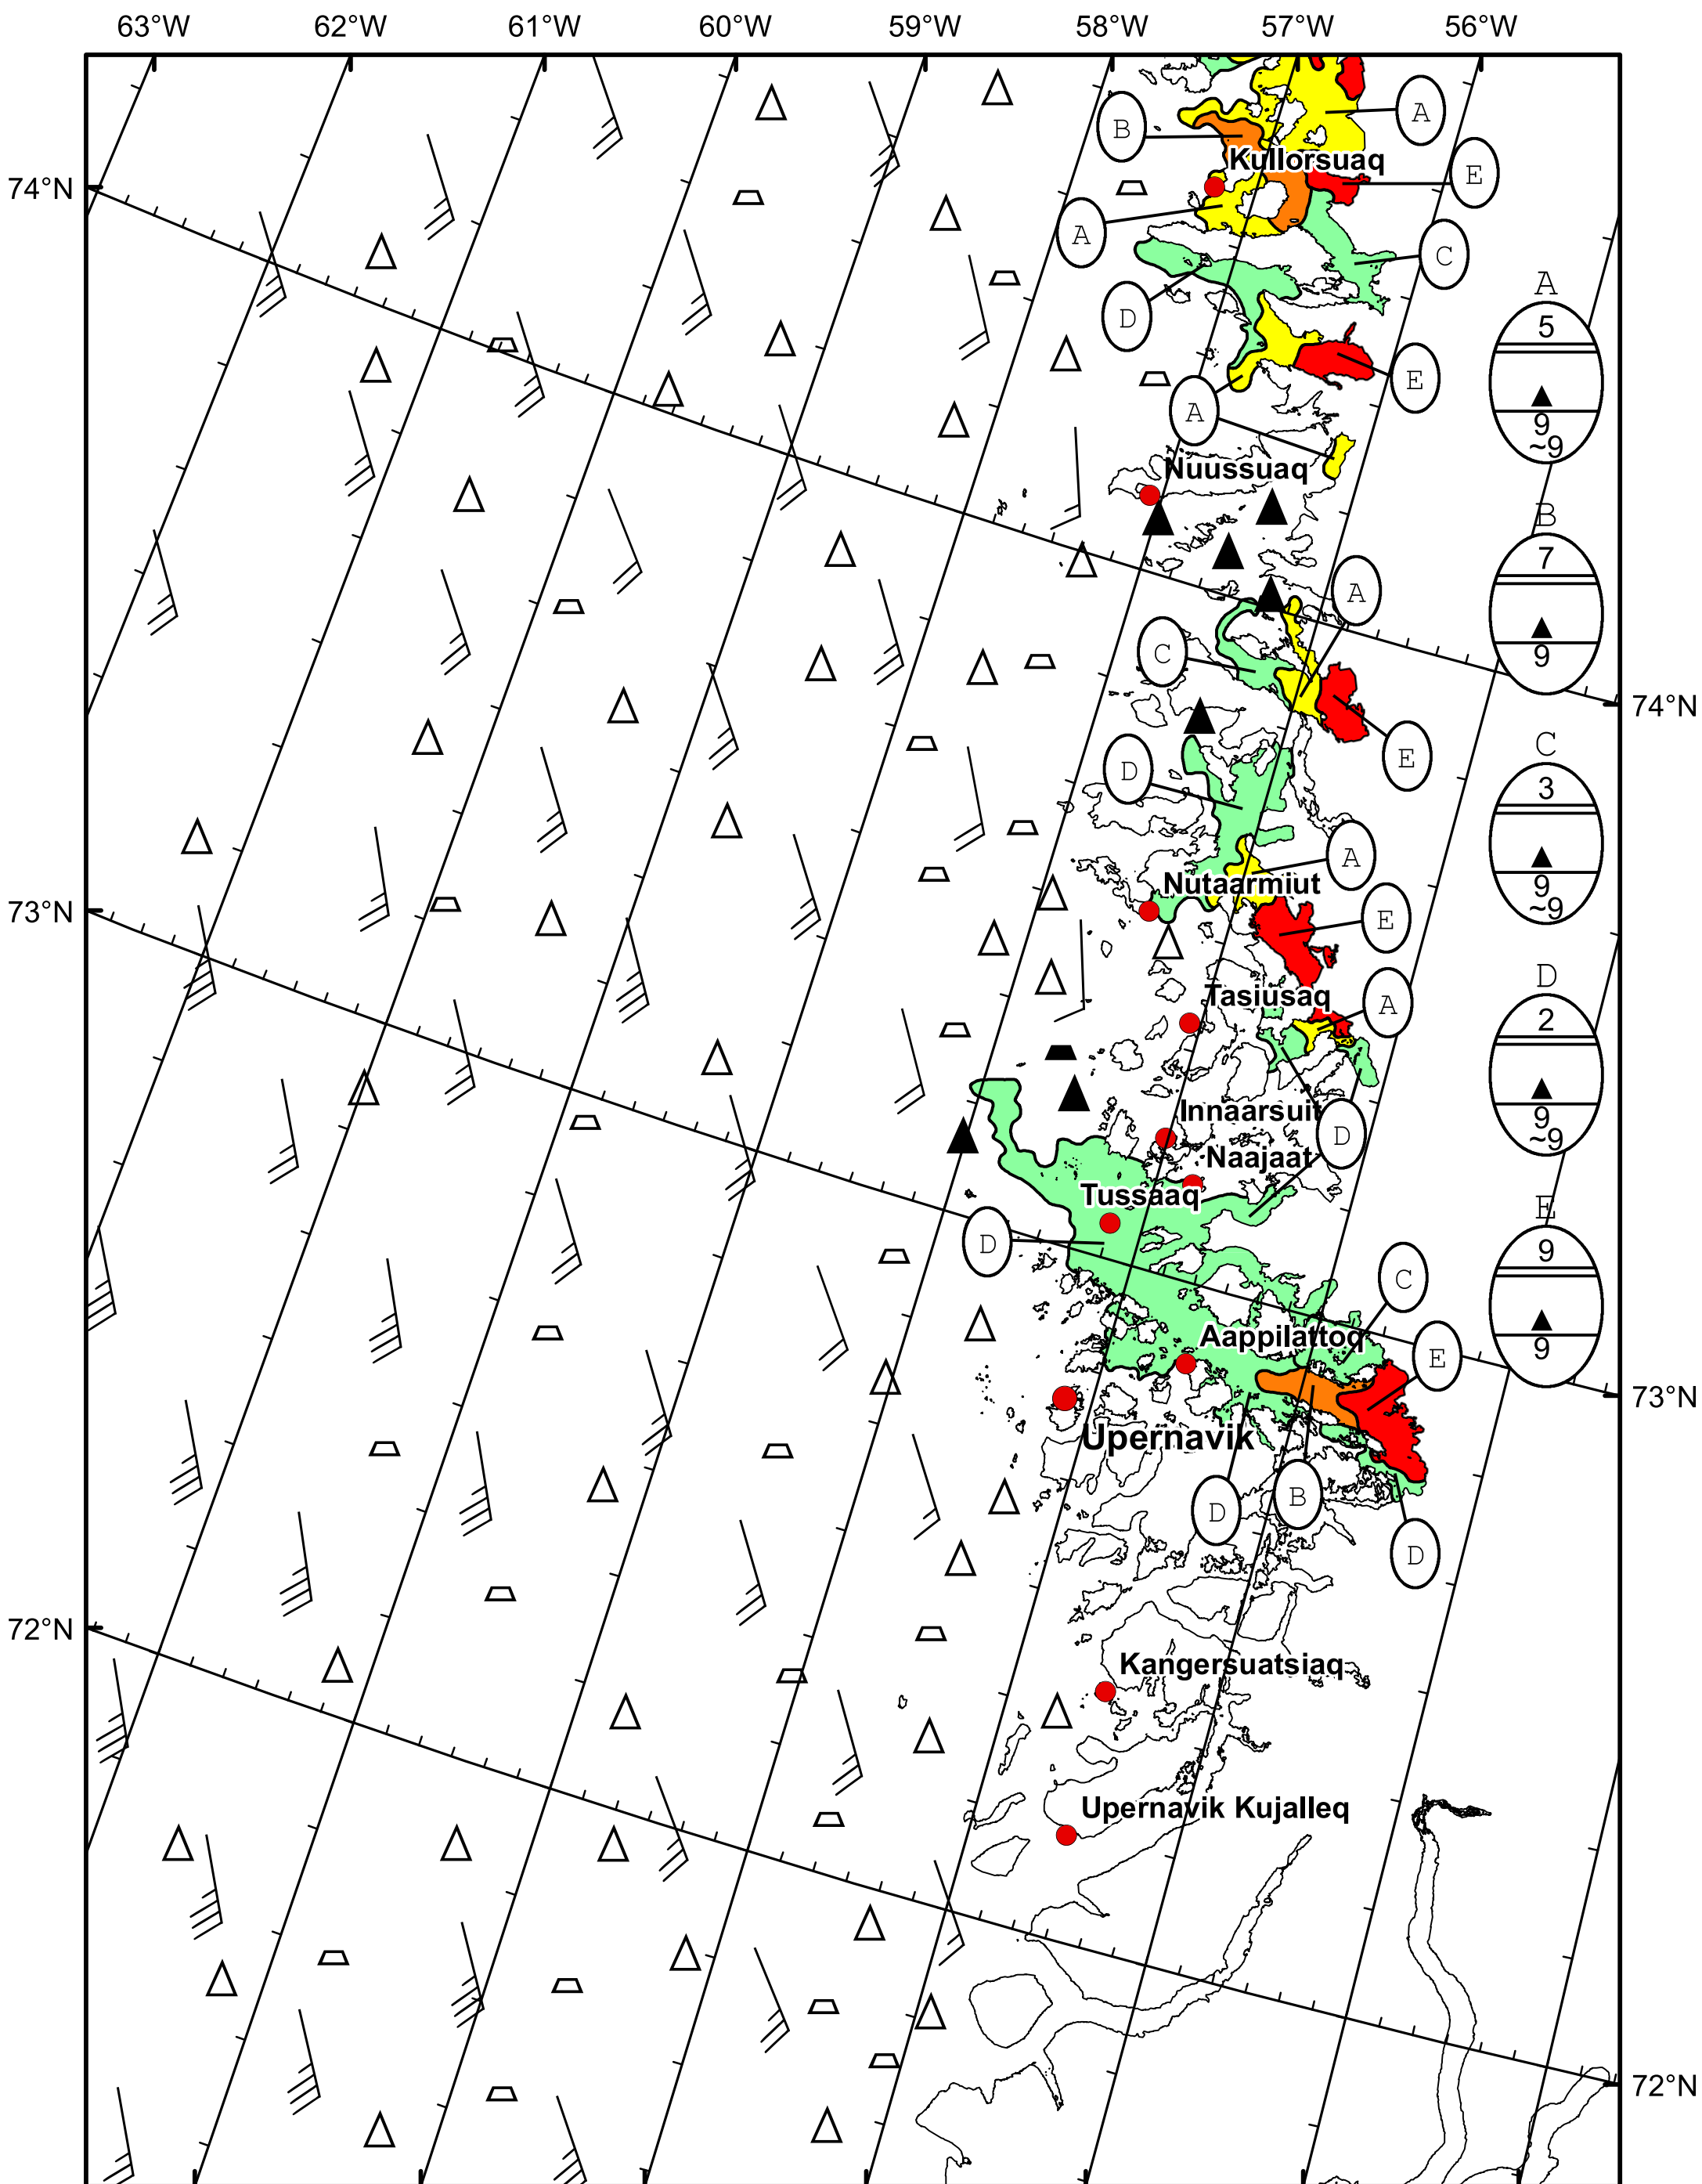 63°W 62°W 61°W 60°W 59°W 58°W 57°W 56°W
A
B
Kullorsuaq
E
74°N
A
C
A
D
5
E
A
9
~9
Nuussuaq
B
7
A
C
9
74°N
E
C
D
3
A
Nutaarmiut
9
~9
E
73°N
D
Tasiusaq
A
2
Innaarsuit
9
~9
D
Naajaat
Tussaaq
E
D
9
C
Aappilattoq
9
E
73°N
Upernavik
B
D
D
72°N
Kangersuatsiaq
Upernavik Kujalleq
72°N